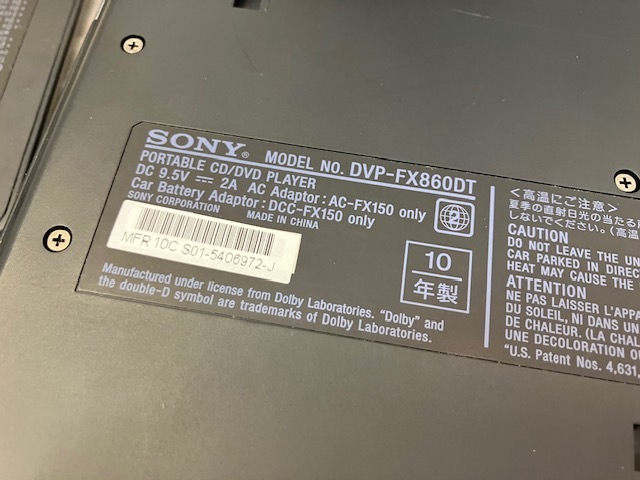 SONY MODEL NO. DVP-FX860DT
PORTABLE CD/DVD PLAYER
DC 9.5V ⎓ 2A AC Adaptor : AC-FX150 only
Car Battery Adaptor : DCC-FX150 only
SONY CORPORATION MADE IN CHINA
2
MFR 10C S01-5406972-J
10
年製
Manufactured under license from Dolby Laboratories. "Dolby" and
the double-D symbol are trademarks of Dolby Laboratories.
<高温にご注意>
夏季の直射日光の当たる
しないでください。(高温
CAUTION
DO NOT LEAVE THE UN
CAR PARKED IN DIREC
HEAT MAY CAUSE THE
ATTENTION
NE PAS LAISSER L'APPA
DU SOLEIL, NI DANS UN
DE CHALEUR. (LA CHAL
UNE DECOLORATION OU
"U.S. Patent Nos. 4,631,